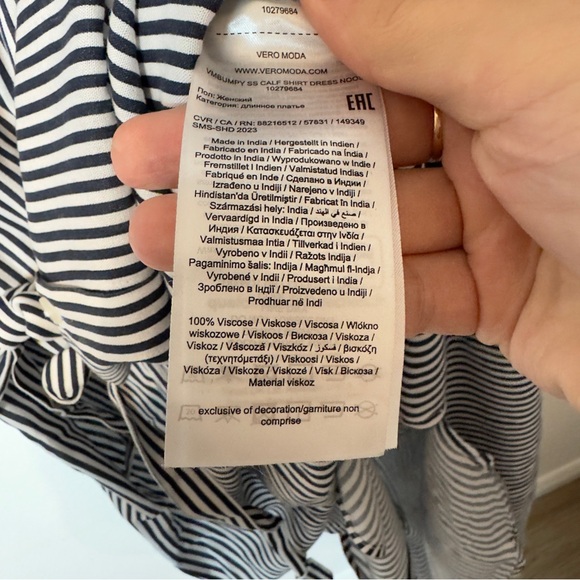 10279684
VERO MODA
WWW.VEROMODA.COM
VMBUMPY SS CALF SHIRT DRESS NOOS
10279684
Пол: Женский
Категория: длинное платье
EAC
CVR / CA / RN: 88216512 / 57831 / 149349
SMS-SHD 2023
Made in India / Hergestellt in Indien /
Fabricado en India / Fabricado na Índia /
Prodotto in India / Wyprodukowano w Indie /
Fremstillet i Indien / Valmistatud Indias /
Fabriqué en Inde / Сделано в Индии /
Izrađeno u Indiji / Narejeno v Indiji /
Hindistan'da Üretilmiştir / Fabricat în India /
Származási hely: India / صنع في الهند /
Vervaardigd in India / Произведено в
Индия / Κατασκευάζεται στην Ινδία /
Valmistusmaa Intia / Tillverkad i Indien /
Vyrobeno v Indii / Ražots Indija /
Pagaminimo šalis: Indija / Magħmul fl-Indja /
Vyrobené v Indii / Produsert i India /
Зроблено в Індії / Proizvedeno u Indiji /
Prodhuar në Indi
100% Viscose / Viskose / Viscosa / Włókno
wiskozowe / Viskoos / Вискоза / Viskoza /
Viskoz / Vâscoză / Viszkóz / فسكوز / βισκόζη
(τεχνητόμετάξι) / Viskoosi / Viskos /
Viskóza / Viskoze / Viskozė / Visk / Віскоза /
Material viskoz
exclusive of decoration/garniture non
comprise